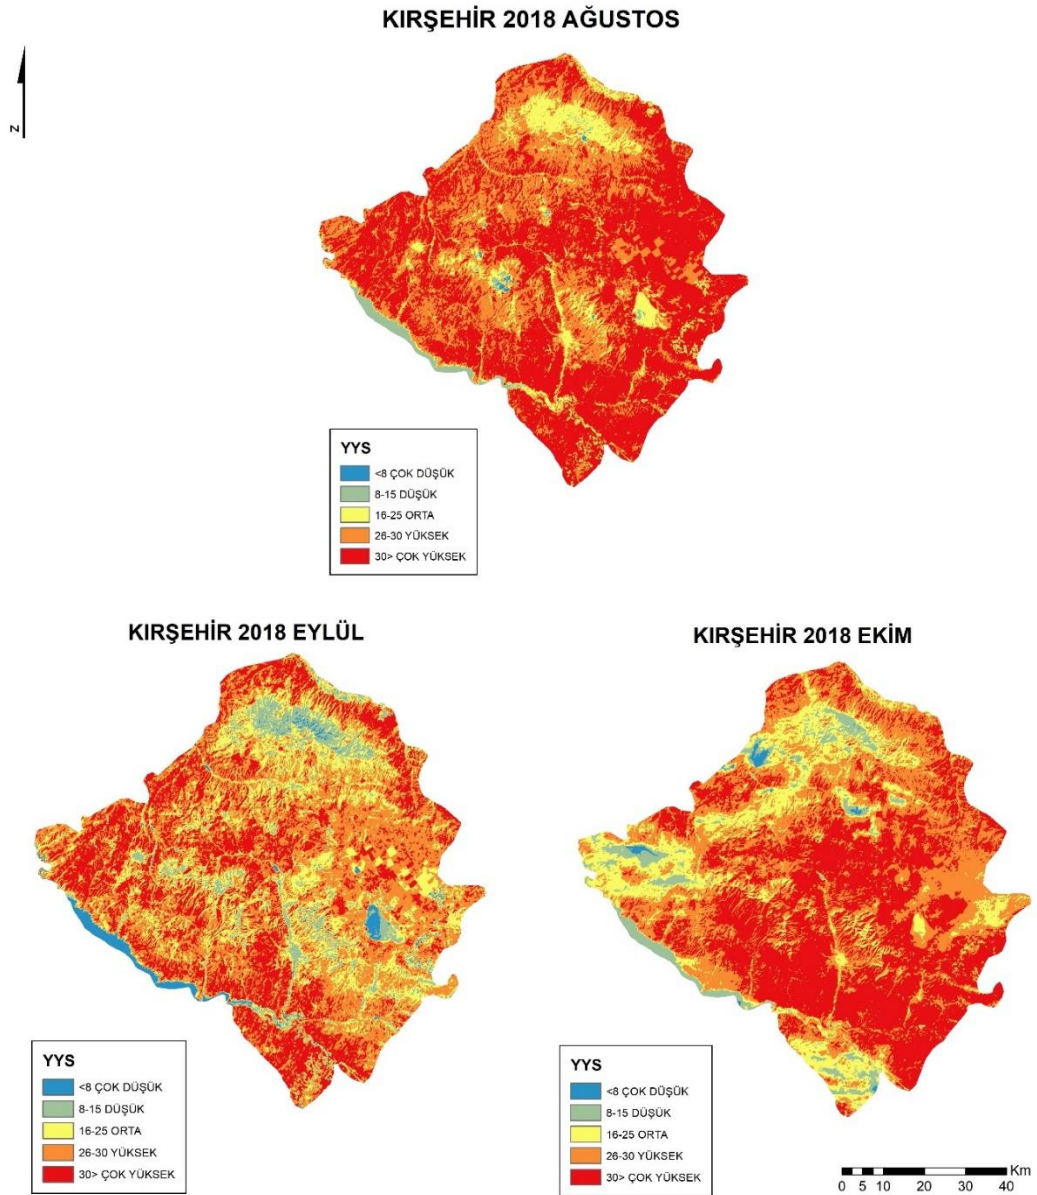 KIRŞEHİR 2018 AĞUSTOS
N
YYS
<8 ÇOK DÜŞÜK
8-15 DÜŞÜK
16-25 ORTA
26-30 YÜKSEK
30> ÇOK YÜKSEK
KIRŞEHİR 2018 EYLÜL
YYS
<8 ÇOK DÜŞÜK
8-15 DÜŞÜK
16-25 ORTA
26-30 YÜKSEK
30> ÇOK YÜKSEK
KIRŞEHİR 2018 EKİM
YYS
<8 ÇOK DÜŞÜK
8-15 DÜŞÜK
16-25 ORTA
26-30 YÜKSEK
30> ÇOK YÜKSEK
Km
0 5 10 20 30 40